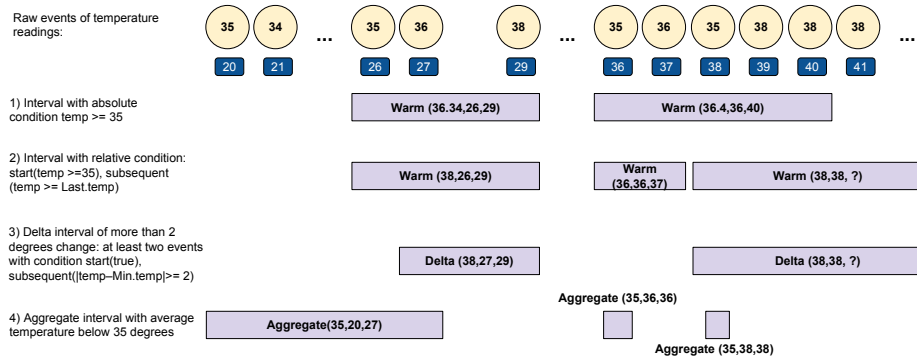 Raw events of temperature
readings:
35 34 ... 35 36 38 ... 35 36 35 38 38 38 ...
20 21 26 27 29 36 37 38 39 40 41
1) Interval with absolute
condition temp >= 35
Warm (36.34,26,29)
Warm (36.4,36,40)
2) Interval with relative condition:
start(temp >=35), subsequent
(temp >= Last.temp)
Warm (38,26,29)
Warm
(36,36,37)
Warm (38,38, ?)
3) Delta interval of more than 2
degrees change: at least two events
with condition start(true),
subsequent(|temp–Min.temp|>= 2)
Delta (38,27,29)
Delta (38,38, ?)
4) Aggregate interval with average
temperature below 35 degrees
Aggregate(35,20,27)
Aggregate (35,36,36)
Aggregate (35,38,38)